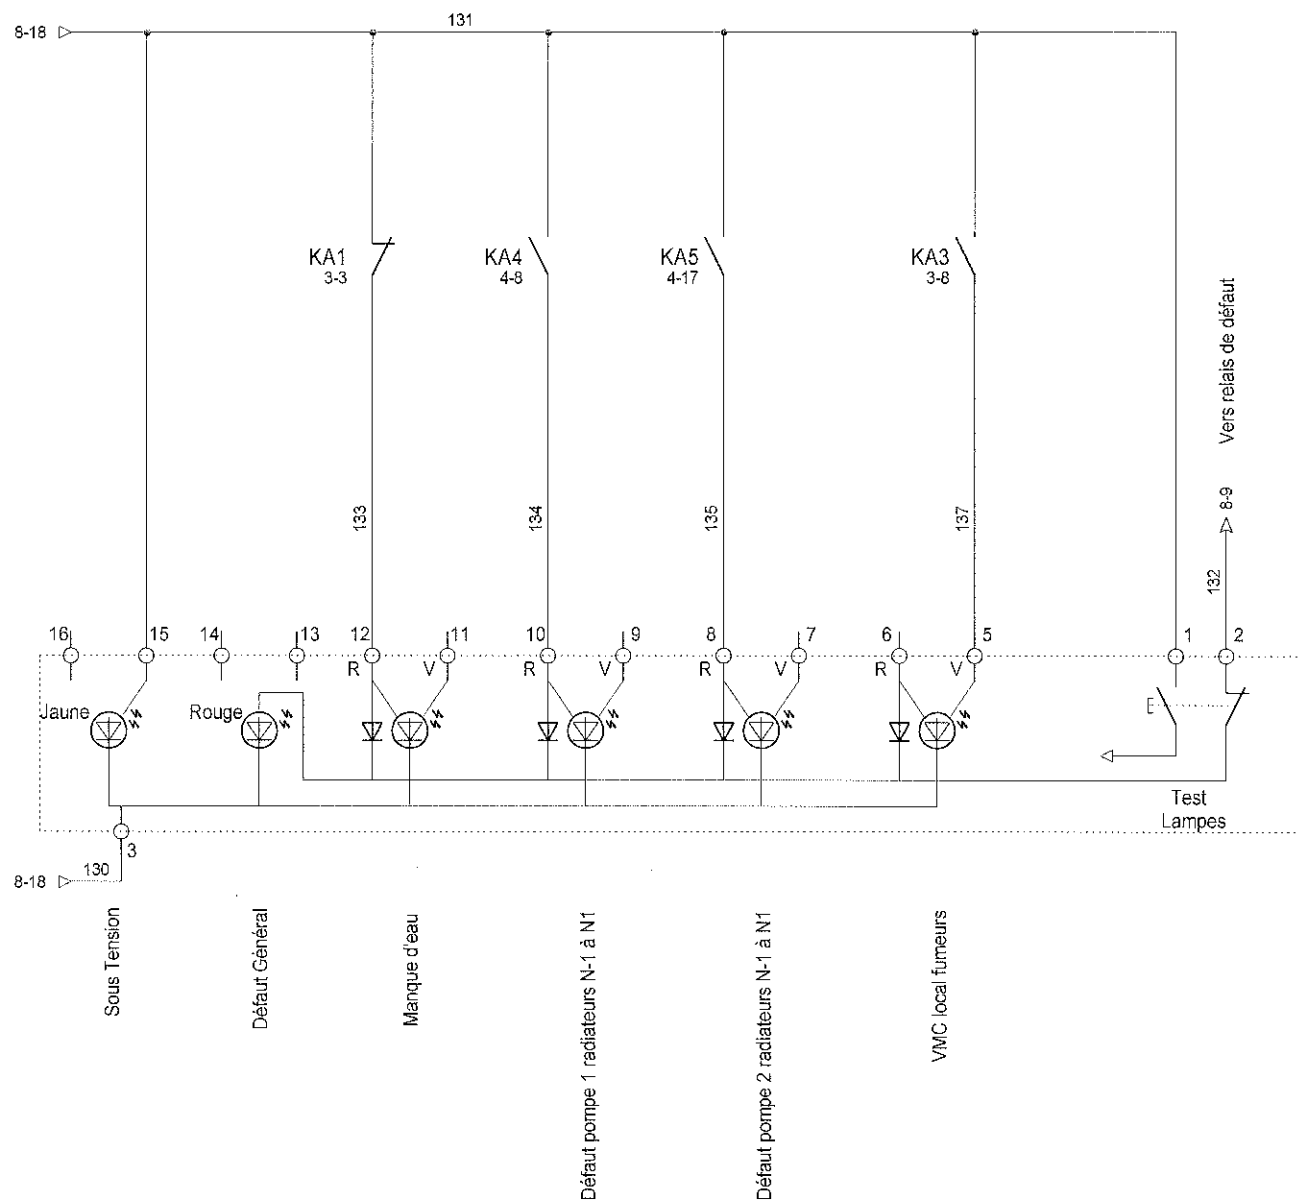 8-18
131
KA1
3-3
KA4
4-8
KA5
4-17
KA3
3-8
Vers relais de défaut
8-9
133
134
135
137
132
16
15
14
13
12
11
10
9
8
7
6
5
1
2
R
V
R
V
R
V
R
V
Jaune
Rouge
E
Test
Lampes
3
130
8-18
Sous Tension
Défaut Général
Manque d'eau
Défaut pompe 1 radiateurs N-1 à N1
Défaut pompe 2 radiateurs N-1 à N1
VMC local fumeurs